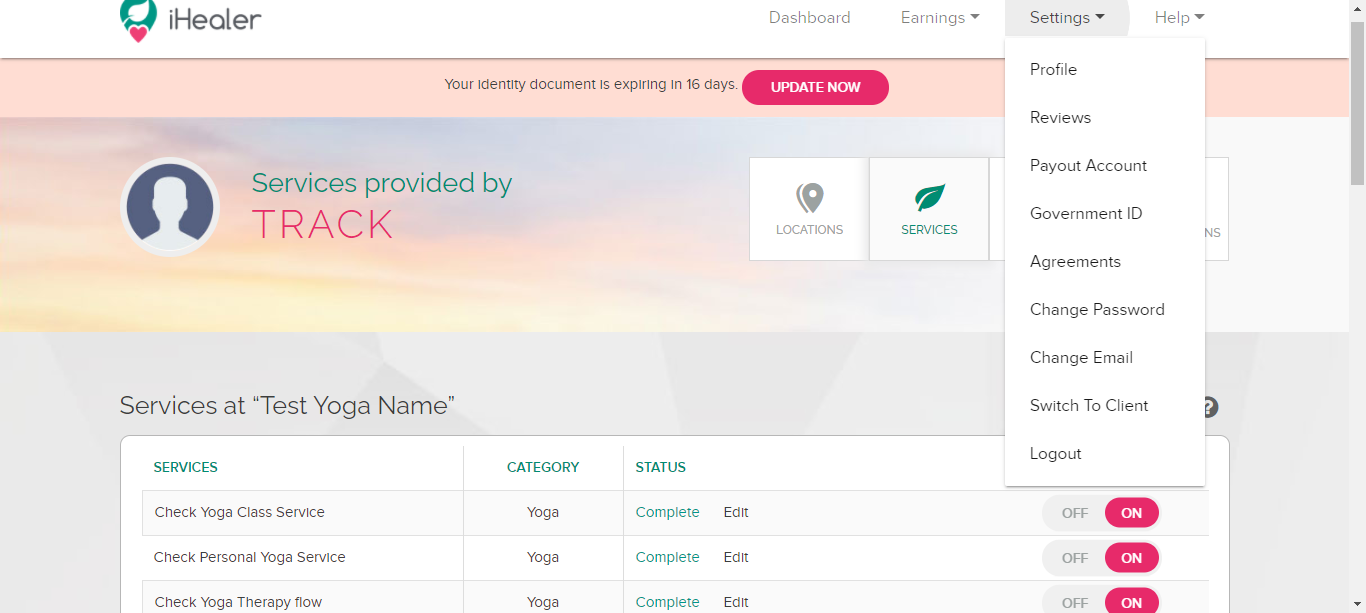 iHealer
Dashboard
Earnings
Settings
Help
Profile
Reviews
Payout Account
Government ID
Agreements
Change Password
Change Email
Switch To Client
Logout
Your identity document is expiring in 16 days.
UPDATE NOW
Services provided by
TRACK
LOCATIONS
SERVICES
Services at “Test Yoga Name”
?
SERVICES CATEGORY STATUS
Check Yoga Class Service Yoga Complete Edit OFF ON
Check Personal Yoga Service Yoga Complete Edit OFF ON
Check Yoga Therapy flow Yoga Complete Edit OFF ON